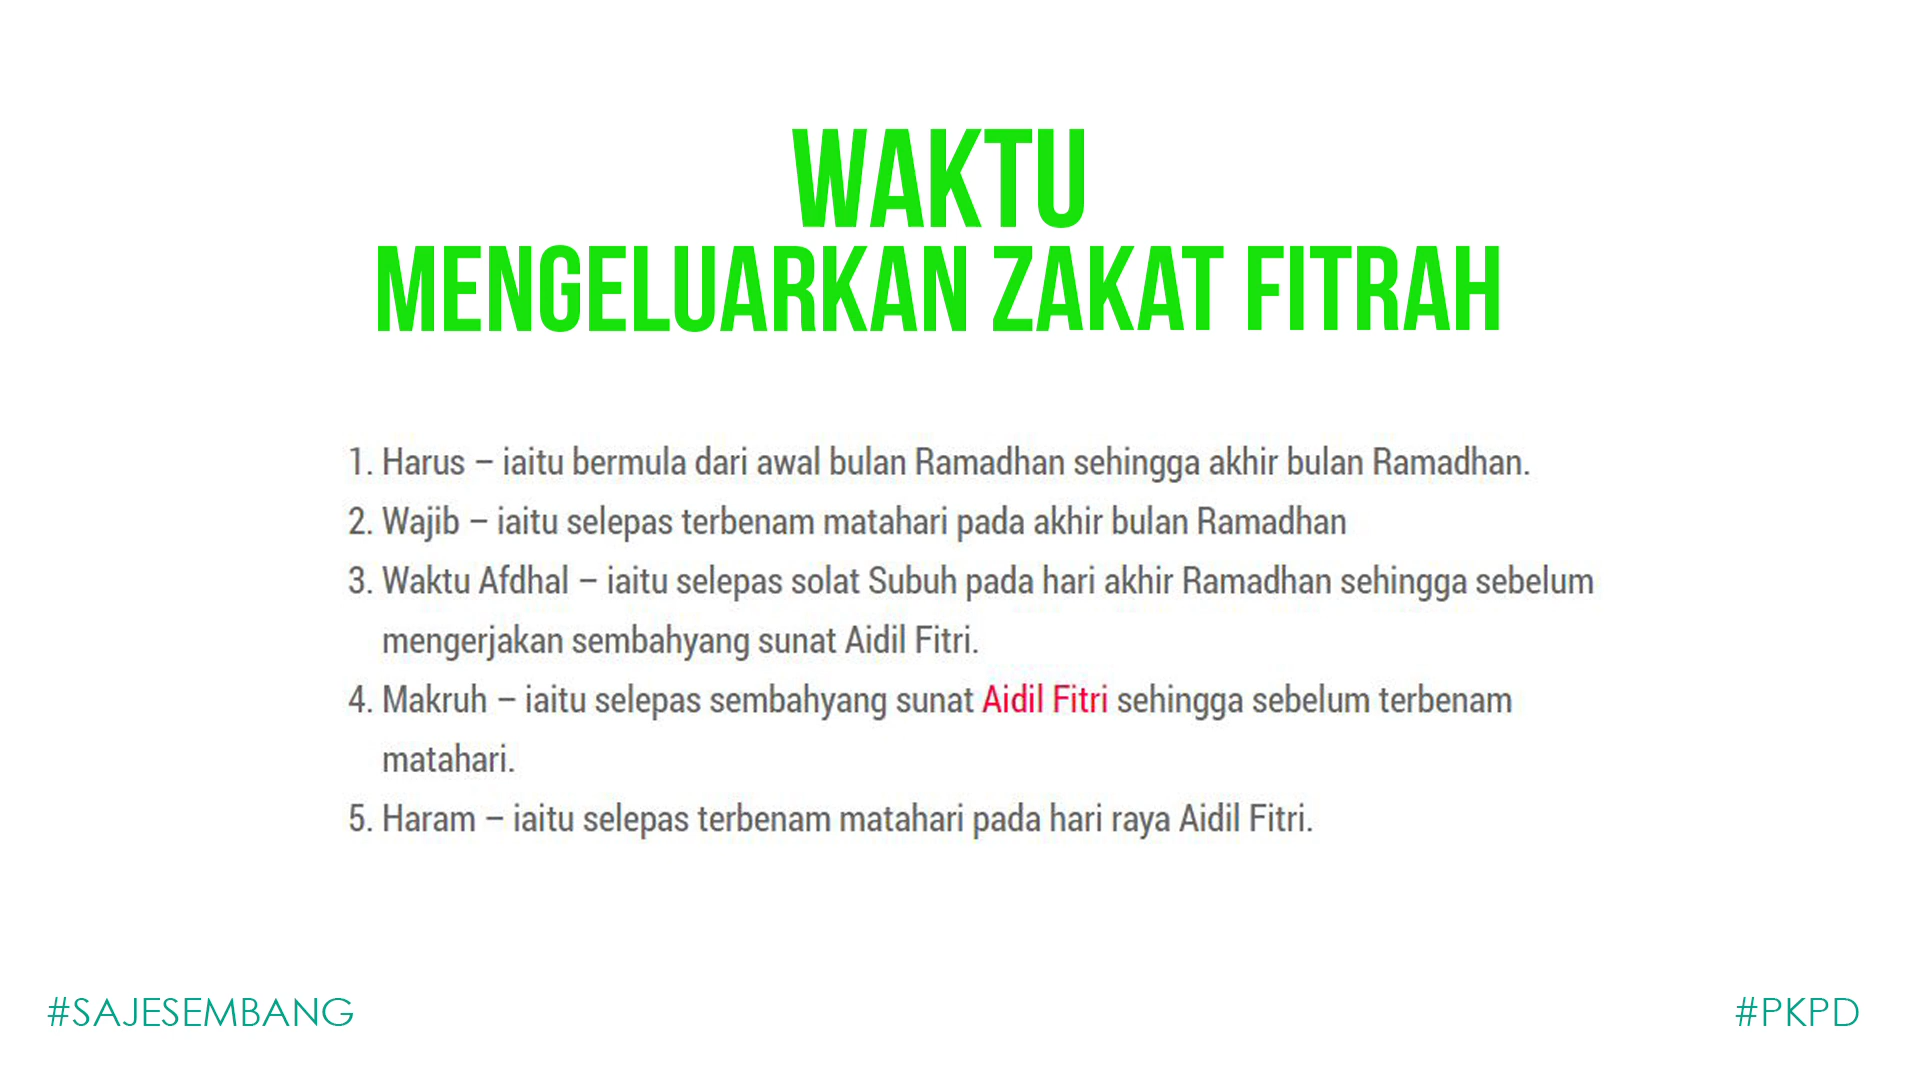 WAKTU
MENGELUARKAN ZAKAT FITRAH
1. Harus – iaitu bermula dari awal bulan Ramadhan sehingga akhir bulan Ramadhan.
2. Wajib – iaitu selepas terbenam matahari pada akhir bulan Ramadhan
3. Waktu Afdhal – iaitu selepas solat Subuh pada hari akhir Ramadhan sehingga sebelum
mengerjakan sembahyang sunat Aidil Fitri.
4. Makruh – iaitu selepas sembahyang sunat Aidil Fitri sehingga sebelum terbenam
matahari.
5. Haram – iaitu selepas terbenam matahari pada hari raya Aidil Fitri.
#SAJESEMBANG
#PKPD